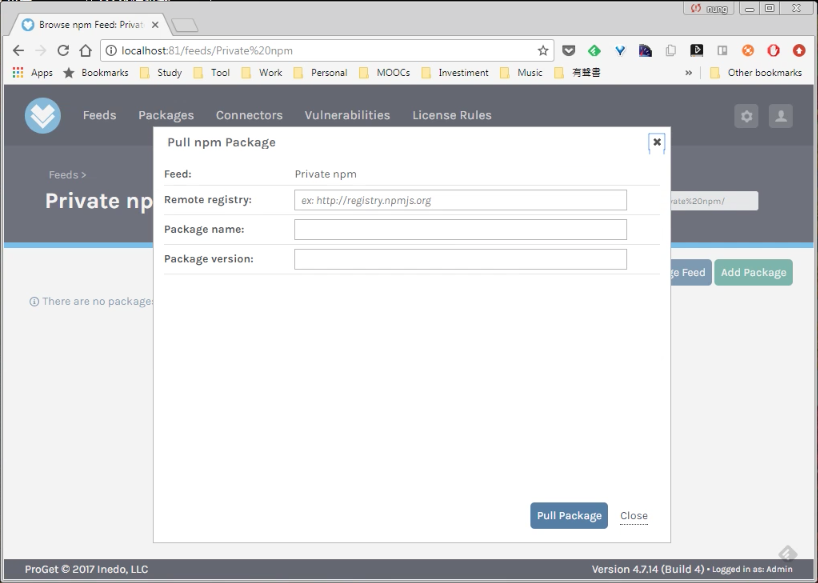 nung
Browse npm Feed: Priva
localhost:81/feeds/Private%20npm
Apps Bookmarks Study Tool Work Personal MOOCs Investiment Music 有聲書 » Other bookmarks
Feeds Packages Connectors Vulnerabilities License Rules
Pull npm Package
Feeds >
Feed: Private npm
Private np
Remote registry: ex: http://registry.npmjs.org
vate%20npm/
Package name:
Package version:
ge Feed Add Package
There are no package
Pull Package Close
ProGet © 2017 Inedo, LLC
Version 4.7.14 (Build 4) • Logged in as: Admin